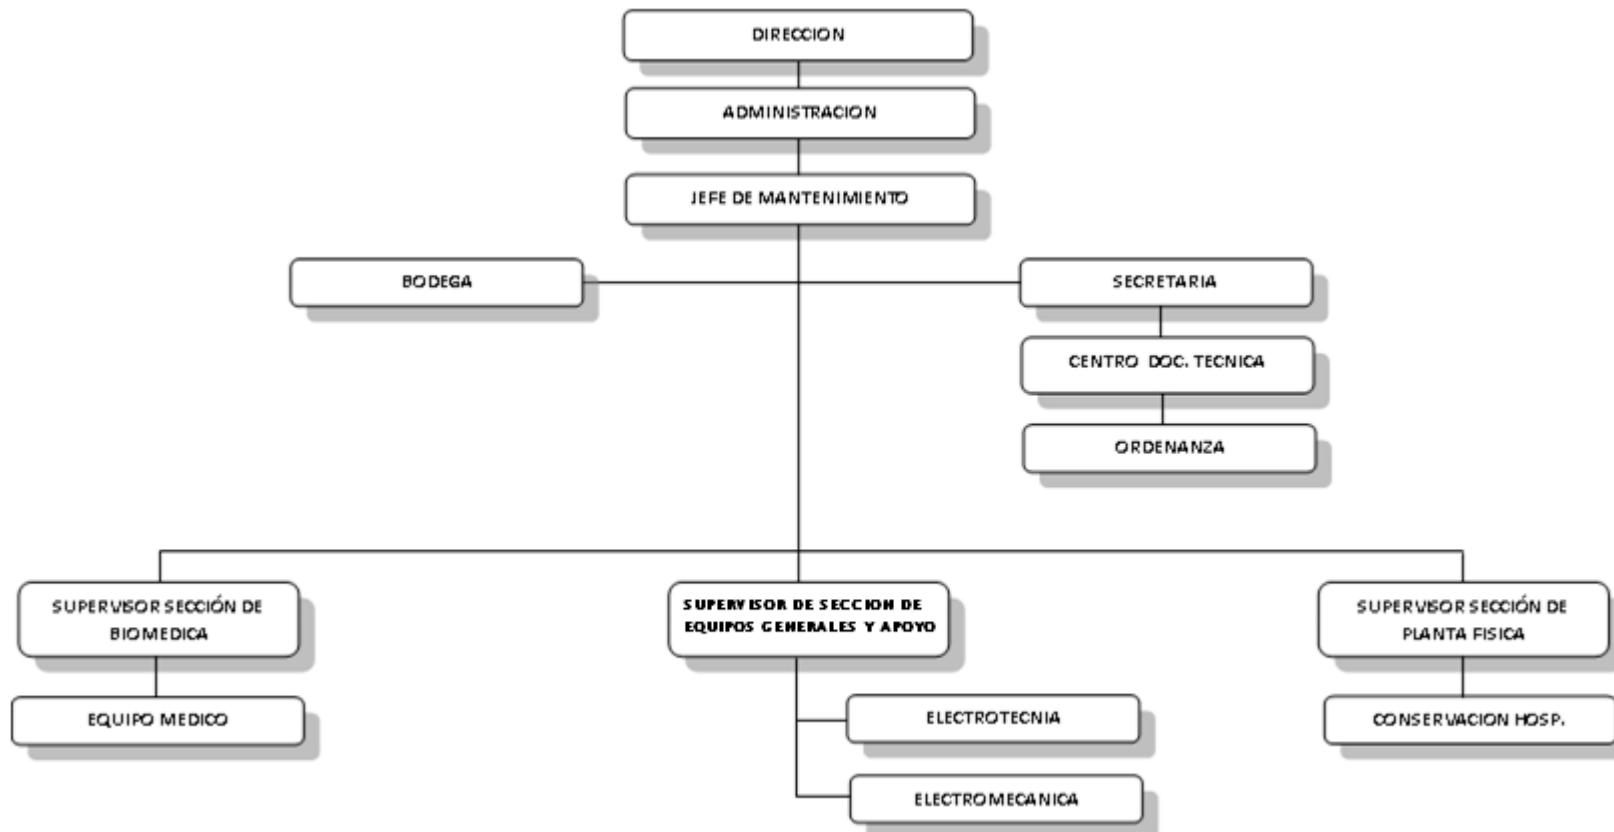 DIRECCION
ADMINISTRACION
JEFE DE MANTENIMIENTO
BODEGA
SECRETARIA
CENTRO DOC. TECNICA
ORDENANZA
SUPERVISOR SECCIÓN DE
BIOMEDICA
SUPERVISOR DE SECCION DE
EQUIPOS GENERALES Y APOYO
SUPERVISOR SECCIÓN DE
PLANTA FISICA
EQUIPO MEDICO
ELECTROTECNIA
CONSERVACION HOSP.
ELECTROMECANICA